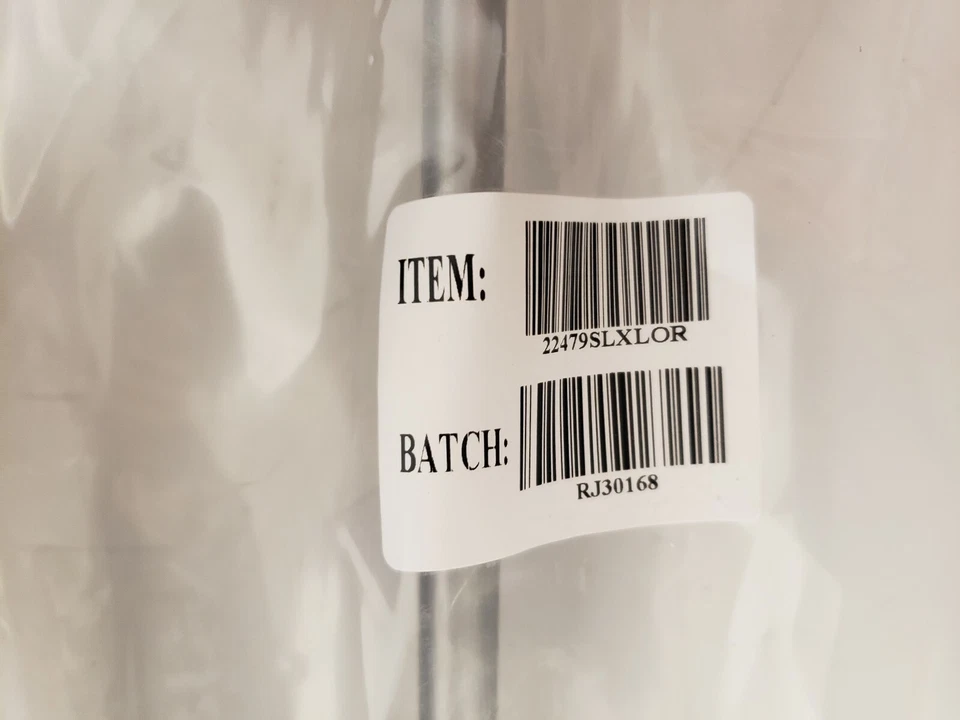 ITEM:
22479SLXLOR
BATCH:
RJ30168